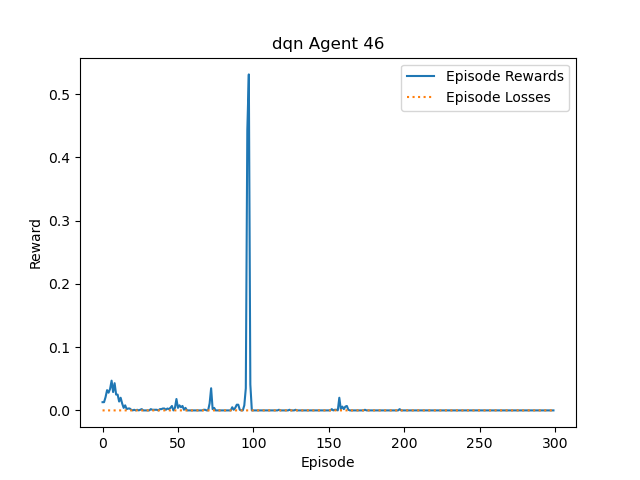 dqn Agent 46
Episode Rewards
Episode Losses
Reward
0.5
0.4
0.3
0.2
0.1
0.0
0 50 100 150 200 250 300
Episode